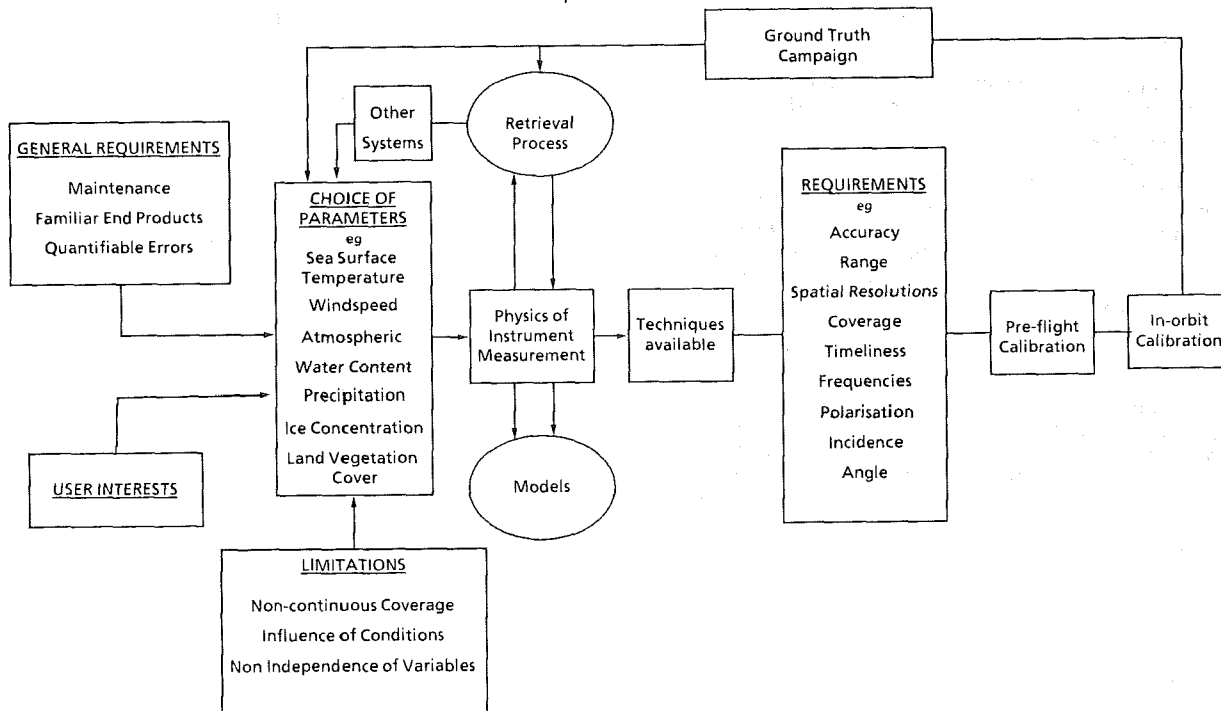 Ground Truth
Campaign
Other
Systems
Retrieval
Process
GENERAL REQUIREMENTS
Maintenance
Familiar End Products
Quantifiable Errors
CHOICE OF
PARAMETERS
eg
Sea Surface
Temperature
Windspeed
Atmospheric
Water Content
Precipitation
Ice Concentration
Land Vegetation
Cover
USER INTERESTS
LIMITATIONS
Non-continuous Coverage
Influence of Conditions
Non Independence of Variables
Physics of
Instrument
Measurement
Models
Techniques
available
REQUIREMENTS
eg
Accuracy
Range
Spatial Resolutions
Coverage
Timeliness
Frequencies
Polarisation
Incidence
Angle
Pre-flight
Calibration
In-orbit
Calibration